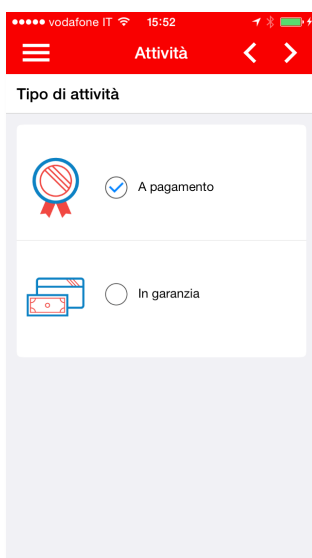 vodafone IT 15:52
Attività
Tipo di attività
A pagamento
In garanzia